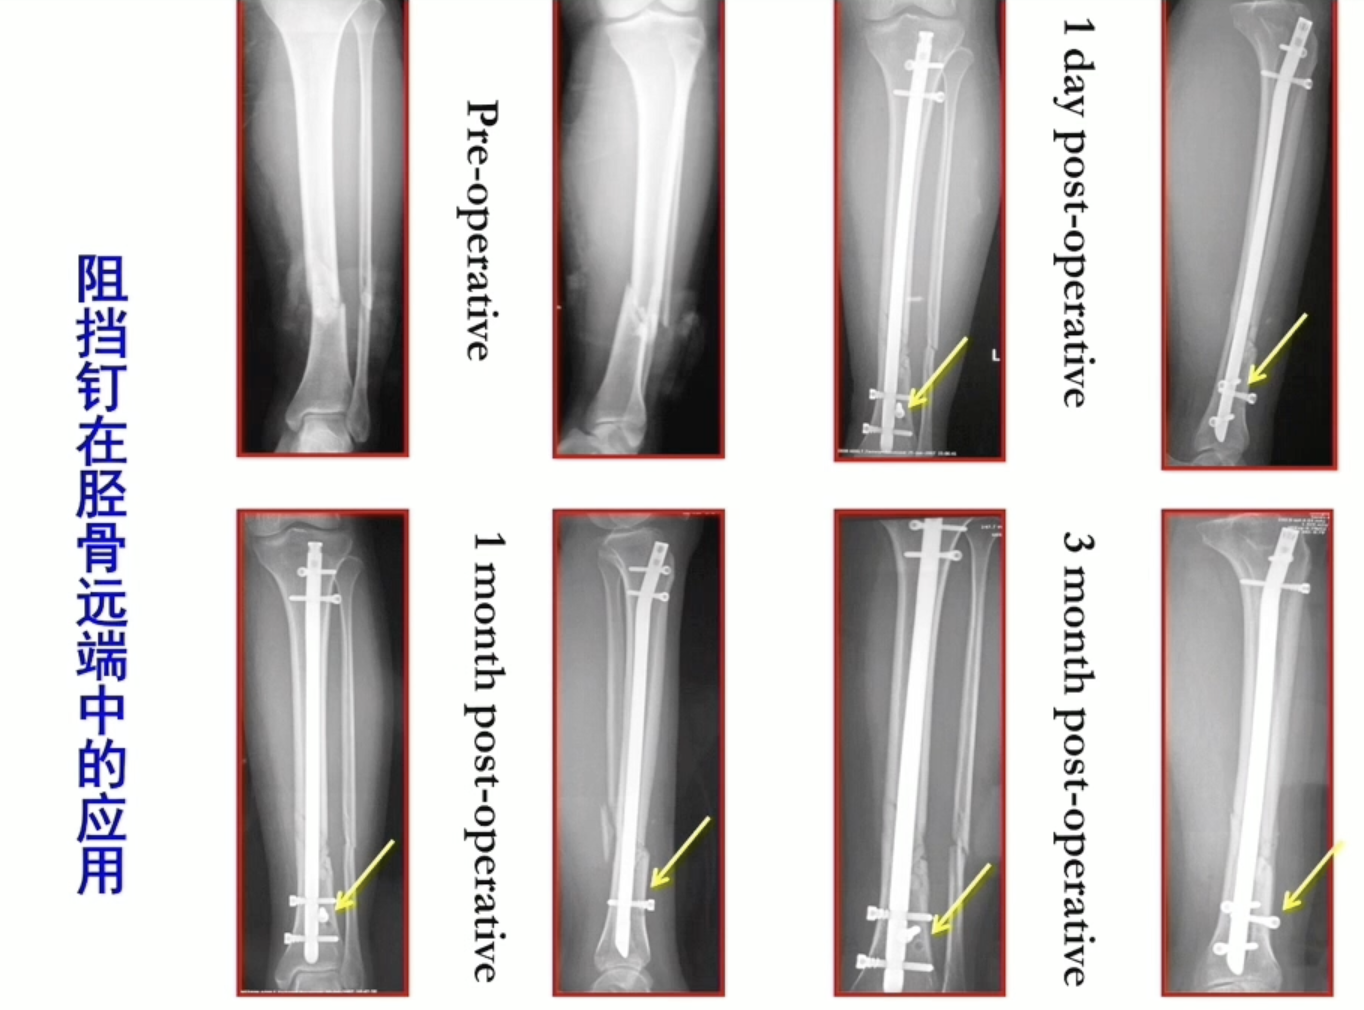 阻挡钉在胫骨远端中的应用
Pre-operative
1 day post-operative
L
1 month post-operative
3 month post-operative